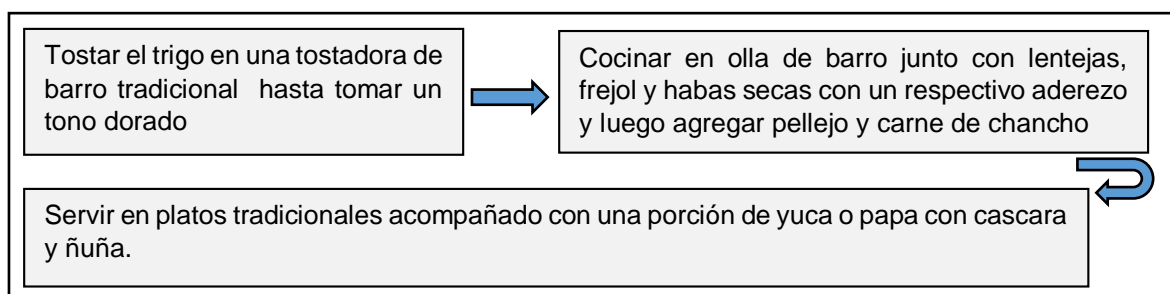 Tostar el trigo en una tostadora de
barro tradicional hasta tomar un
tono dorado
Cocinar en olla de barro junto con lentejas,
frejol y habas secas con un respectivo aderezo
y luego agregar pellejo y carne de chancho
Servir en platos tradicionales acompañado con una porción de yuca o papa con cascara
y ñuña.